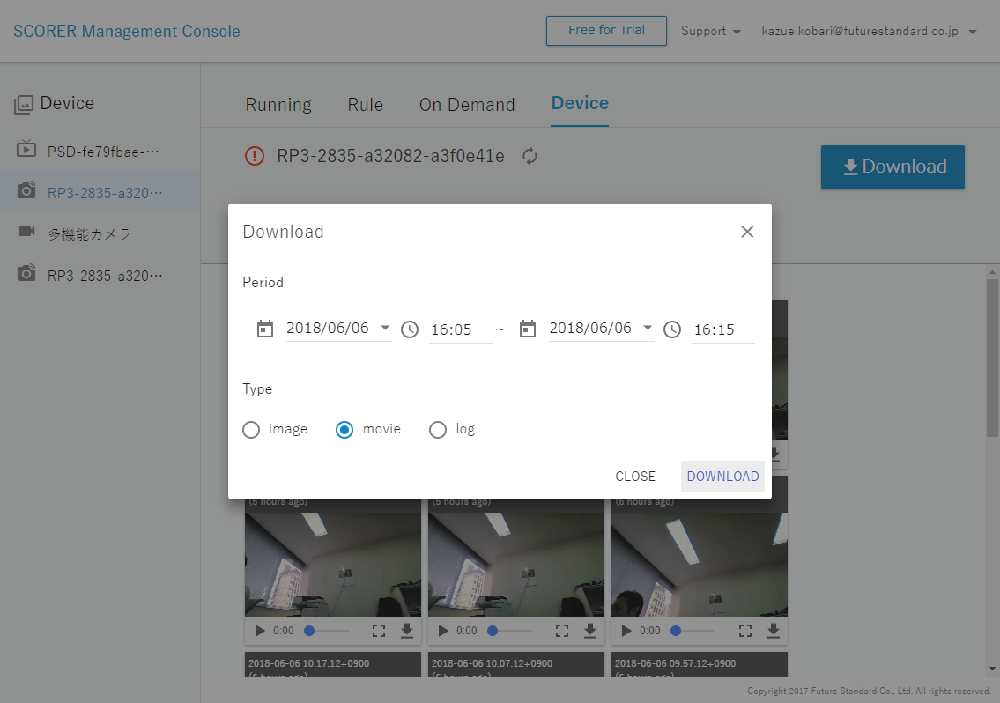 SCORER Management Console
Free for Trial
Support
kazue.kobari@futurestandard.co.jp
Device
PSD-fe79fbae-…
RP3-2835-a320…
多機能カメラ
RP3-2835-a320…
Running
Rule
On Demand
Device
RP3-2835-a32082-a3f0e41e
Download
Download
Period
2018/06/06
16:05
~
2018/06/06
16:15
Type
image
movie
log
CLOSE
DOWNLOAD
(5 hours ago)
(5 hours ago)
(6 hours ago)
0:00
0:00
0:00
2018-06-06 10:17:12+0900
(6 hours ago)
2018-06-06 10:07:12+0900
(6 hours ago)
2018-06-06 09:57:12+0900
(6 hours ago)
Copyright 2017 Future Standard Co., Ltd. All rights reserved.